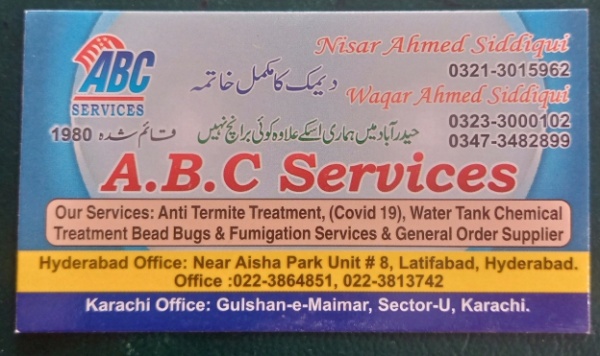 ABC
SERVICES
قائم شدہ 1980
Nisar Ahmed Siddiqui
0321-3015962
دیمک کا مکمل خاتمہ
Waqar Ahmed Siddiqui
0323-3000102
0347-3482899
حیدرآباد میں ہماری اسکے علاوہ کوئی برانچ نہیں
A.B.C Services
Our Services: Anti Termite Treatment, (Covid 19), Water Tank Chemical
Treatment Bead Bugs & Fumigation Services & General Order Supplier
Hyderabad Office: Near Aisha Park Unit # 8, Latifabad, Hyderabad.
Office :022-3864851, 022-3813742
Karachi Office: Gulshan-e-Maimar, Sector-U, Karachi.